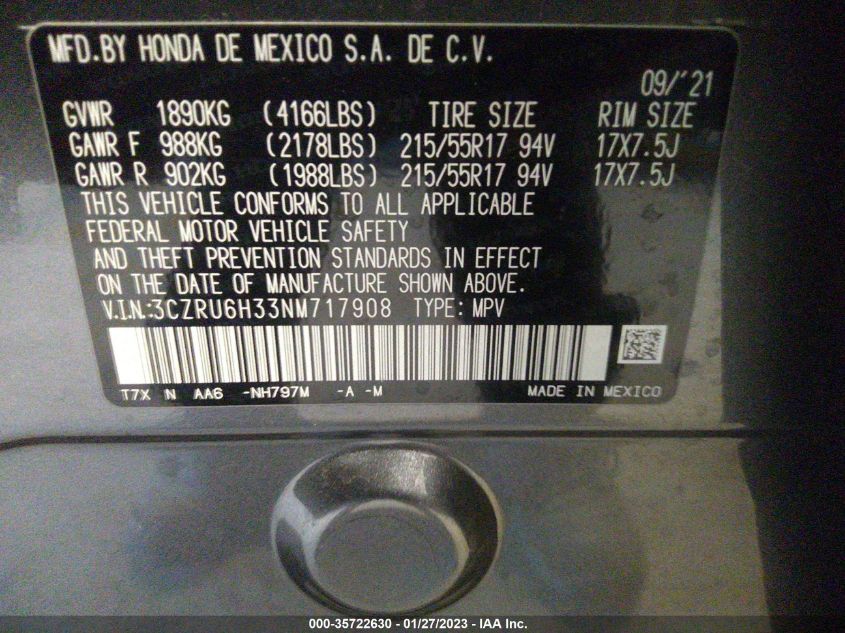 MFD.BY HONDA DE MEXICO S.A. DE C.V.
09/'21
GVWR 1890KG (4166LBS) TIRE SIZE RIM SIZE
GAWR F 988KG (2178LBS) 215/55R17 94V 17X7.5J
GAWR R 902KG (1988LBS) 215/55R17 94V 17X7.5J
THIS VEHICLE CONFORMS TO ALL APPLICABLE
FEDERAL MOTOR VEHICLE SAFETY
AND THEFT PREVENTION STANDARDS IN EFFECT
ON THE DATE OF MANUFACTURE SHOWN ABOVE.
V.I.N.:3CZRU6H33NM717908 TYPE: MPV
T7X N AA6 -NH797M -A -M MADE IN MEXICO
000-35722630 - 01/27/2023 - IAA Inc.